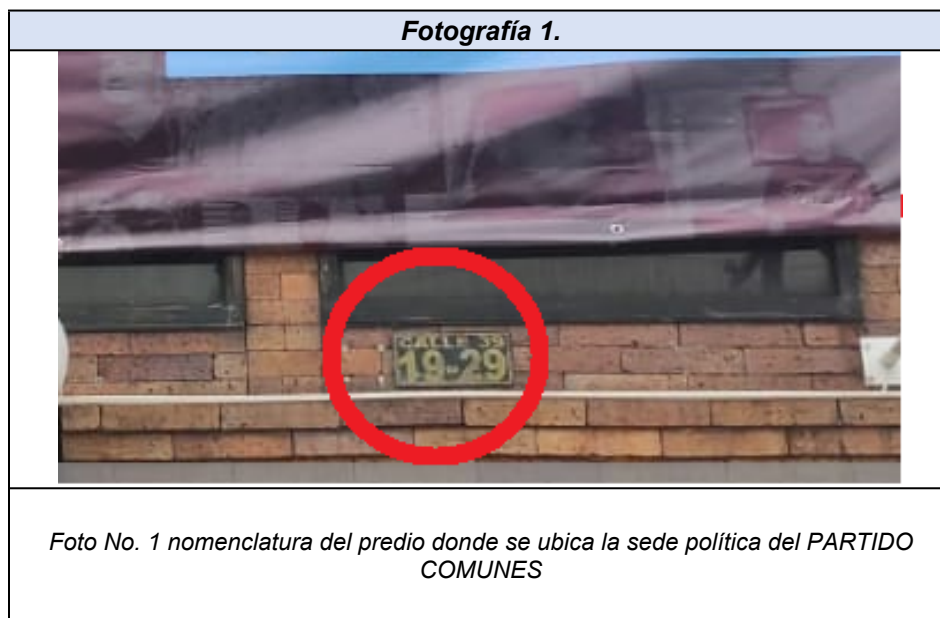 Fotografía 1.
CALLE 39
19-29
Foto No. 1 nomenclatura del predio donde se ubica la sede política del PARTIDO
COMUNES